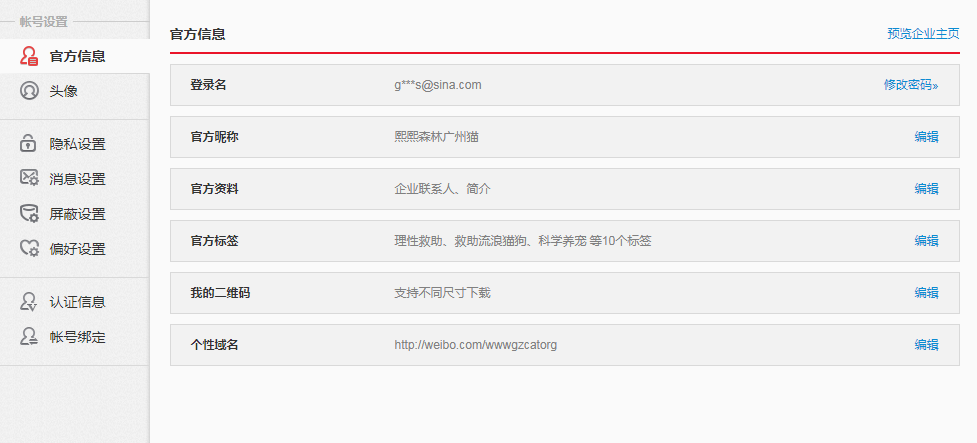 帐号设置
官方信息
头像
隐私设置
消息设置
屏蔽设置
偏好设置
认证信息
帐号绑定
官方信息 预览企业主页
登录名 g***s@sina.com 修改密码»
官方昵称 熙熙森林广州猫 编辑
官方资料 企业联系人、简介 编辑
官方标签 理性救助、救助流浪猫狗、科学养宠 等10个标签 编辑
我的二维码 支持不同尺寸下载 编辑
个性域名 http://weibo.com/wwwgzcatorg 编辑